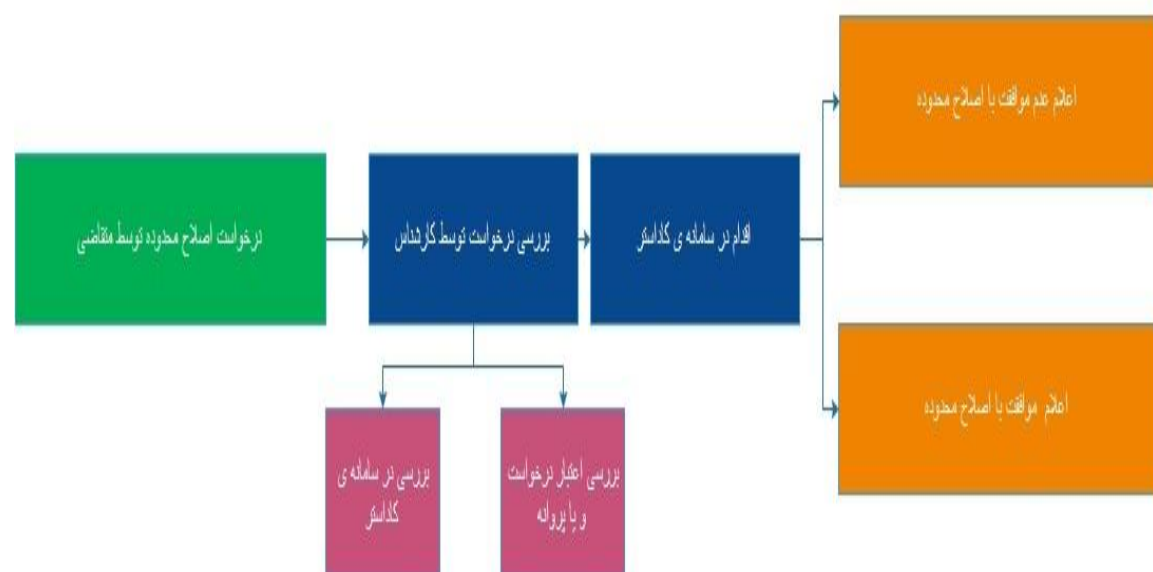 اعلام عدم موافقت با اصلاح محدوده
درخواست اصلاح محدوده توسط متقاضی
بررسی درخواست توسط کارشناس
اقدام در سامانه ی کاداستر
اعلام موافقت با اصلاح محدوده
بررسی در سامانه ی
کاداستر
بررسی اعتبار درخواست
و یا پروانه